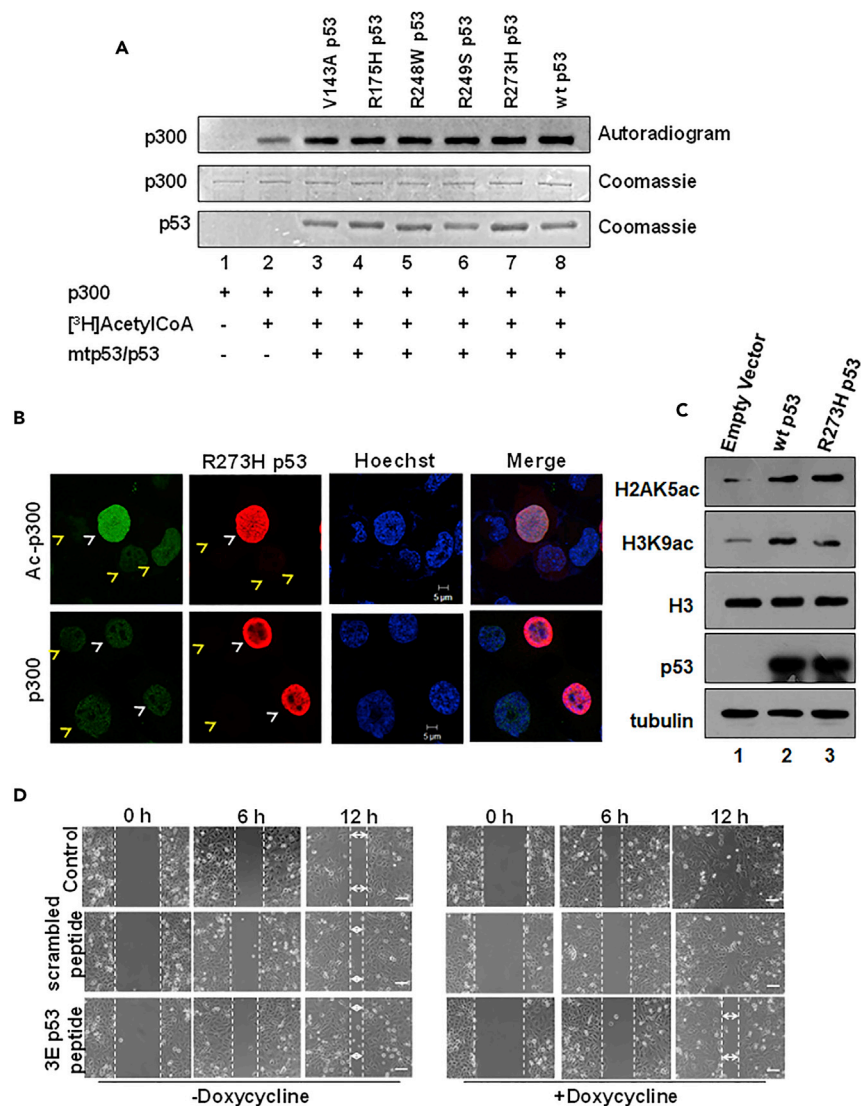 A
V143A p53
R175H p53
R248W p53
R249S p53
R273H p53
wt p53
p300 Autoradiogram
p300 Coomassie
p53 Coomassie
1 2 3 4 5 6 7 8
p300 + + + + + + + +
[³H]AcetylCoA - + + + + + + +
mtp53/p53 - - + + + + + +
B
R273H p53 Hoechst Merge
Ac-p300
5 µm
p300
5 µm
C
Empty Vector
wt p53
R273H p53
H2AK5ac
H3K9ac
H3
p53
tubulin
1 2 3
D
0 h 6 h 12 h 0 h 6 h 12 h
Control
scrambled
peptide
3E p53
peptide
-Doxycycline +Doxycycline